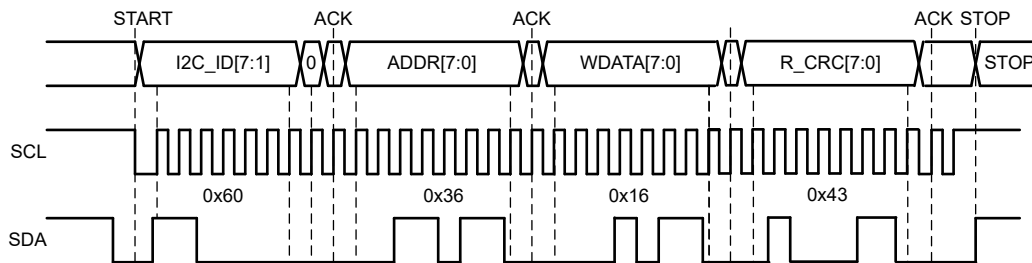 START ACK ACK ACK STOP
I2C_ID[7:1] 0 ADDR[7:0] WDATA[7:0] R_CRC[7:0] STOP
SCL
0x60 0x36 0x16 0x43
SDA